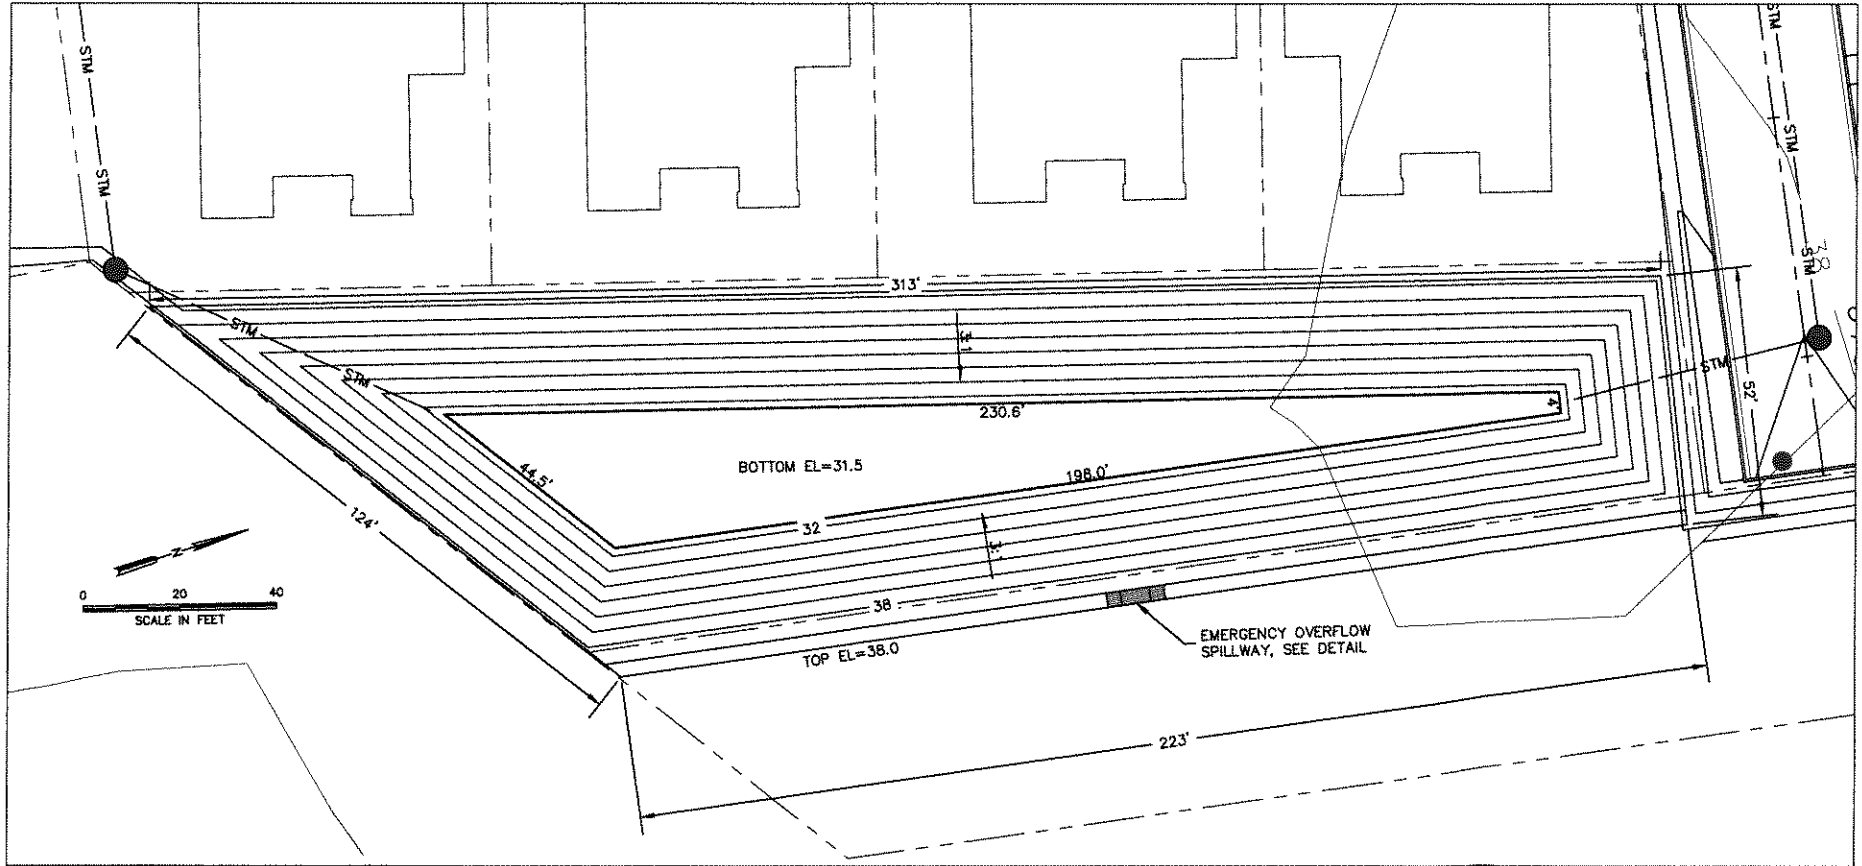 STM
STM
STM
STM
STM
38
313'
STM
3:1
STM
STM
52'
230.6'
4'
44.5'
BOTTOM EL=31.5
198.0'
124'
32
3:1
N
0 20 40
SCALE IN FEET
38
TOP EL=38.0
EMERGENCY OVERFLOW
SPILLWAY, SEE DETAIL
223'